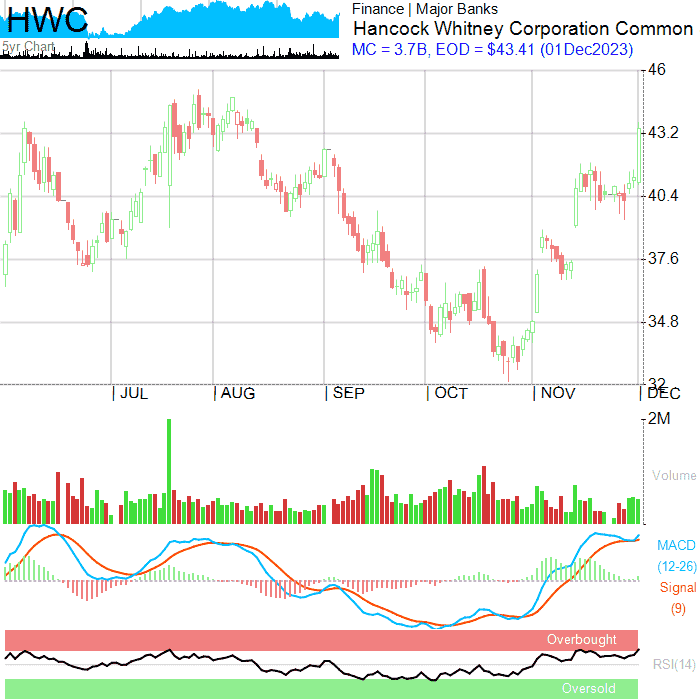 HWC
5yr Chart
Finance | Major Banks
Hancock Whitney Corporation Common
MC = 3.7B, EOD = $43.41 (01Dec2023)
46
43.2
40.4
37.6
34.8
32
| JUL | AUG | SEP | OCT | NOV | DEC
2M
Volume
MACD
(12-26)
Signal
(9)
Overbought
RSI(14)
Oversold